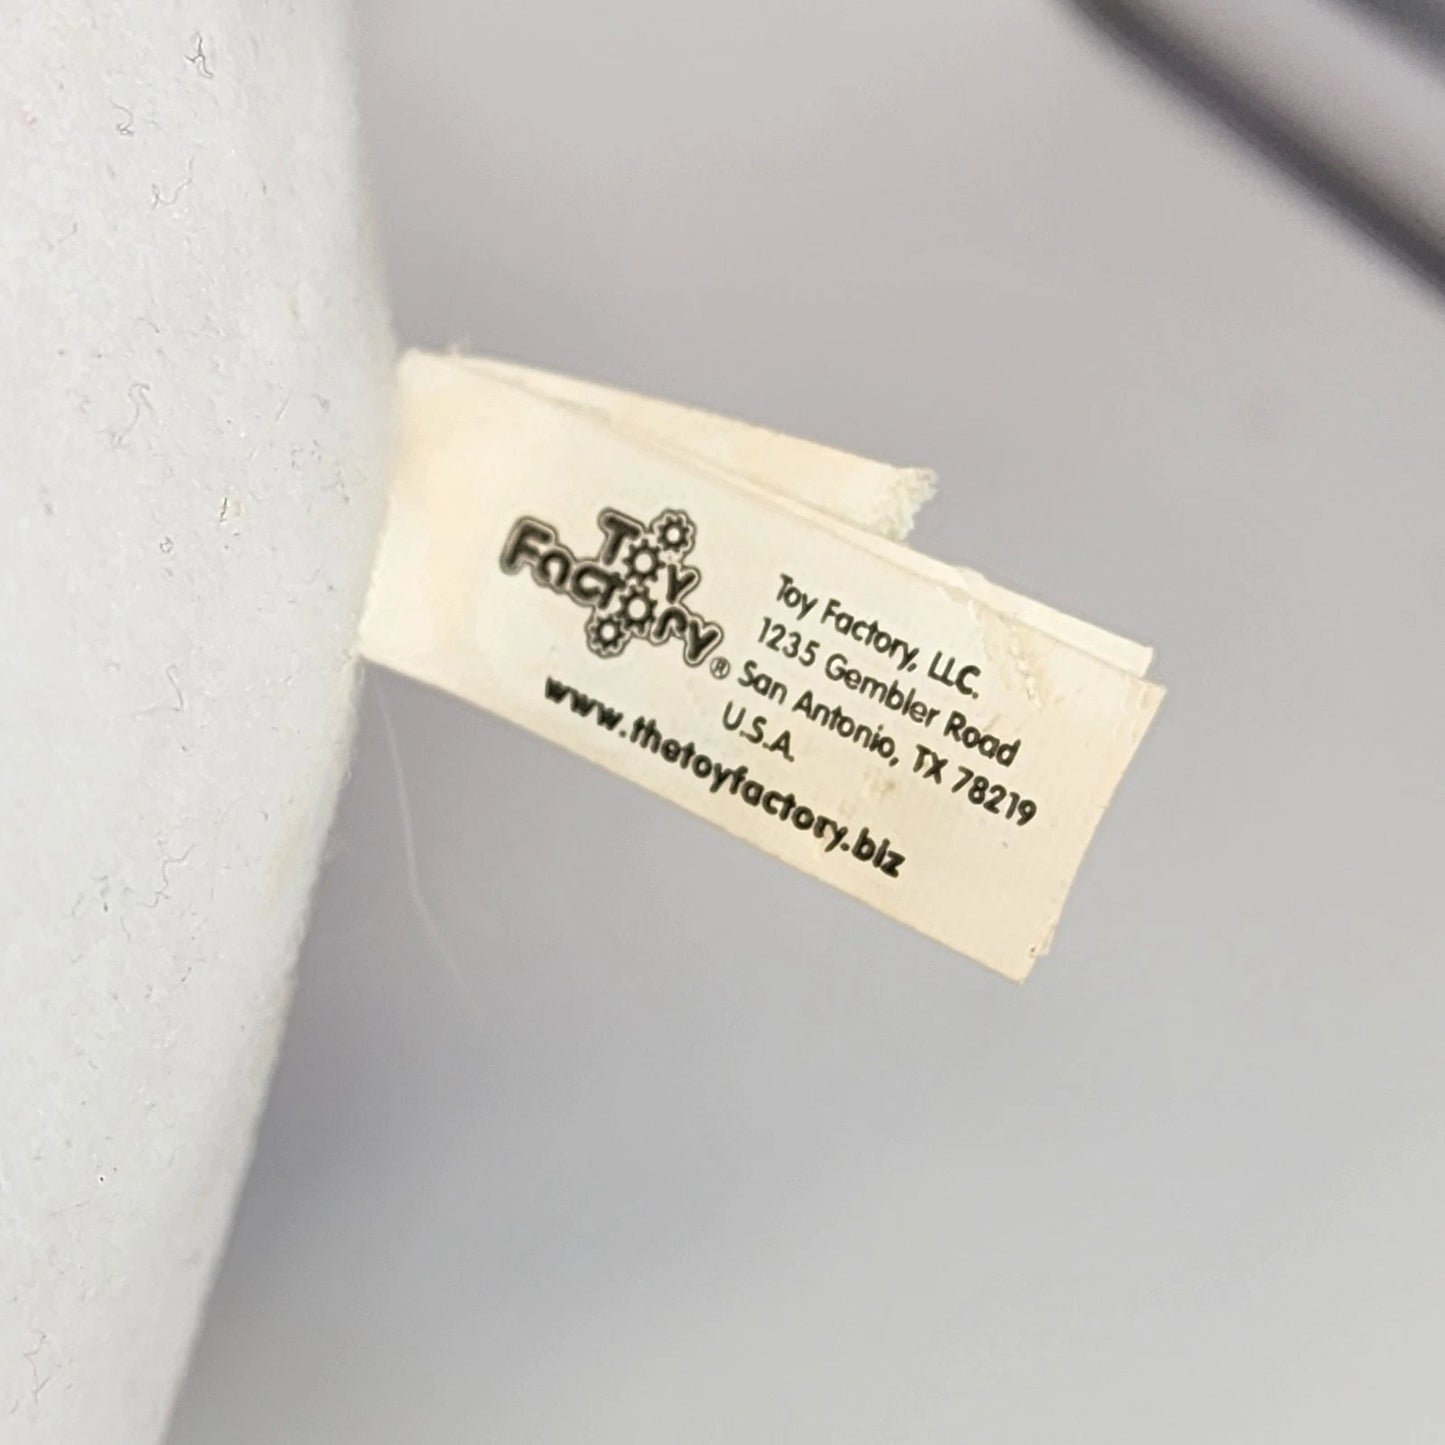 Toy
Factory®
Toy Factory, LLC.
1235 Gembler Road
San Antonio, TX 78219
U.S.A.
www.thetoyfactory.biz